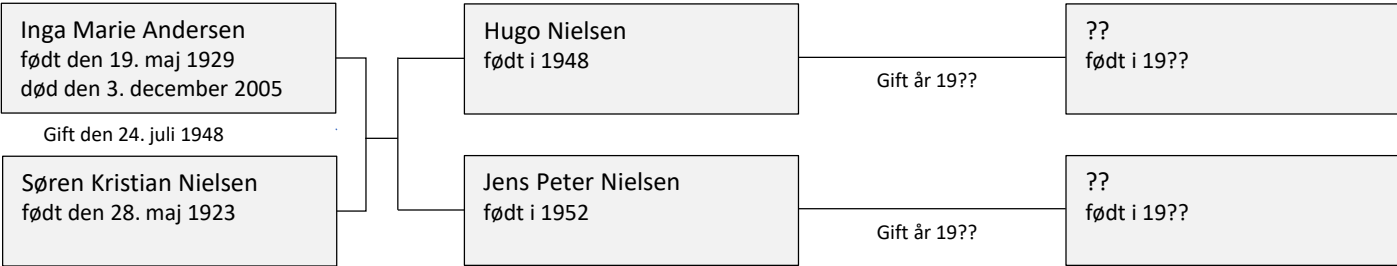 Inga Marie Andersen
født den 19. maj 1929
død den 3. december 2005
Gift den 24. juli 1948
Søren Kristian Nielsen
født den 28. maj 1923
Hugo Nielsen
født i 1948
Jens Peter Nielsen
født i 1952
Gift år 19??
Gift år 19??
??
født i 19??
??
født i 19??